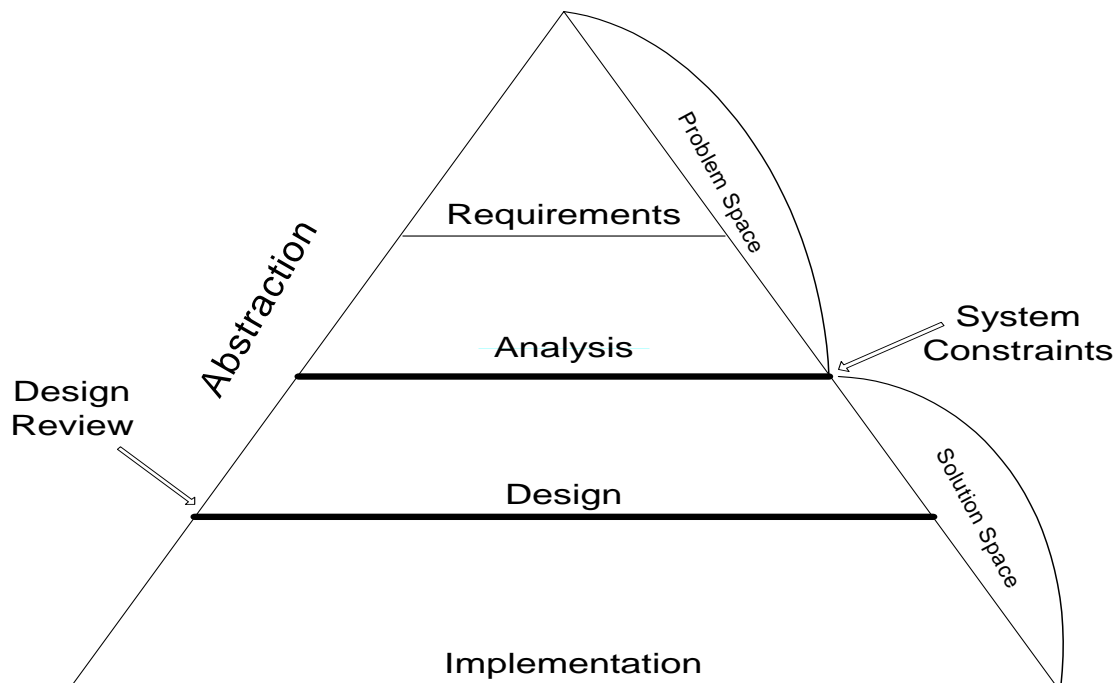 Problem Space
Requirements
Abstraction
System
Constraints
Analysis
Design
Review
Solution Space
Design
Implementation